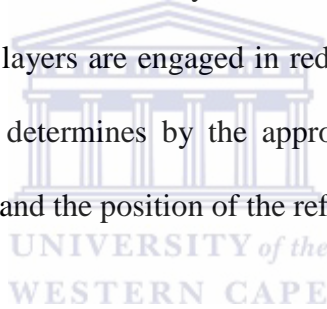 layers are engaged in red
determines by the appro
and the position of the ref
UNIVERSITY of the
WESTERN CAPE